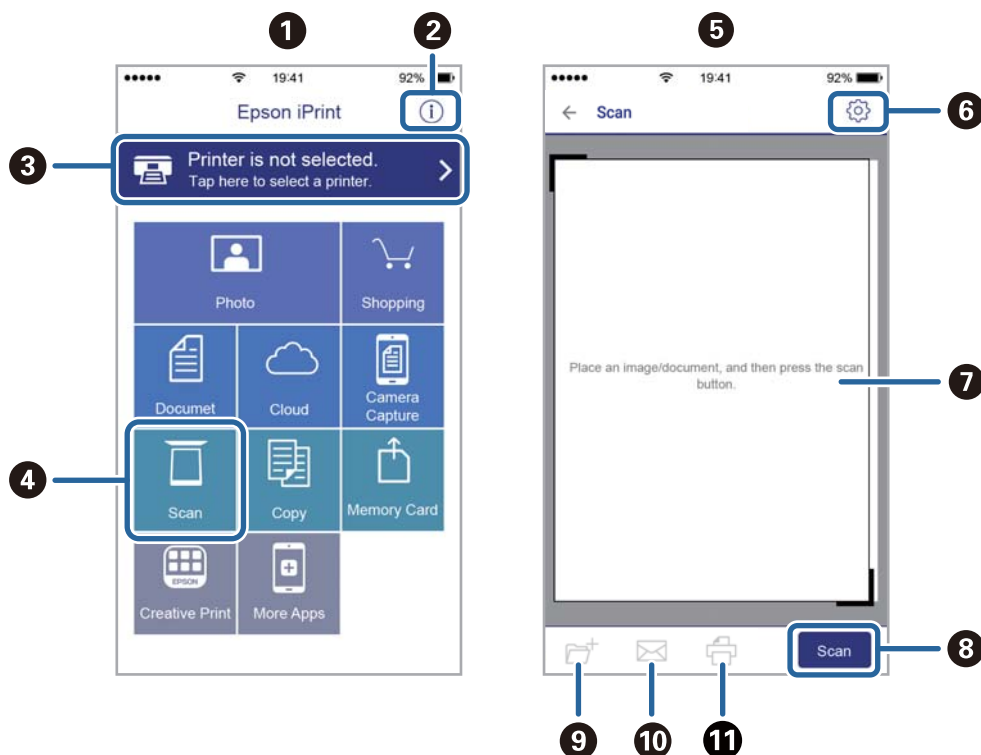 1
2
5
19:41
92%
19:41
92%
Epson iPrint
i
Scan
6
3
Printer is not selected.
Tap here to select a printer.
Photo
Shopping
Place an image/document, and then press the scan
button.
7
Documet
Cloud
Camera
Capture
4
Scan
Copy
Memory Card
EPSON
Creative Print
More Apps
Scan
8
9
10
11